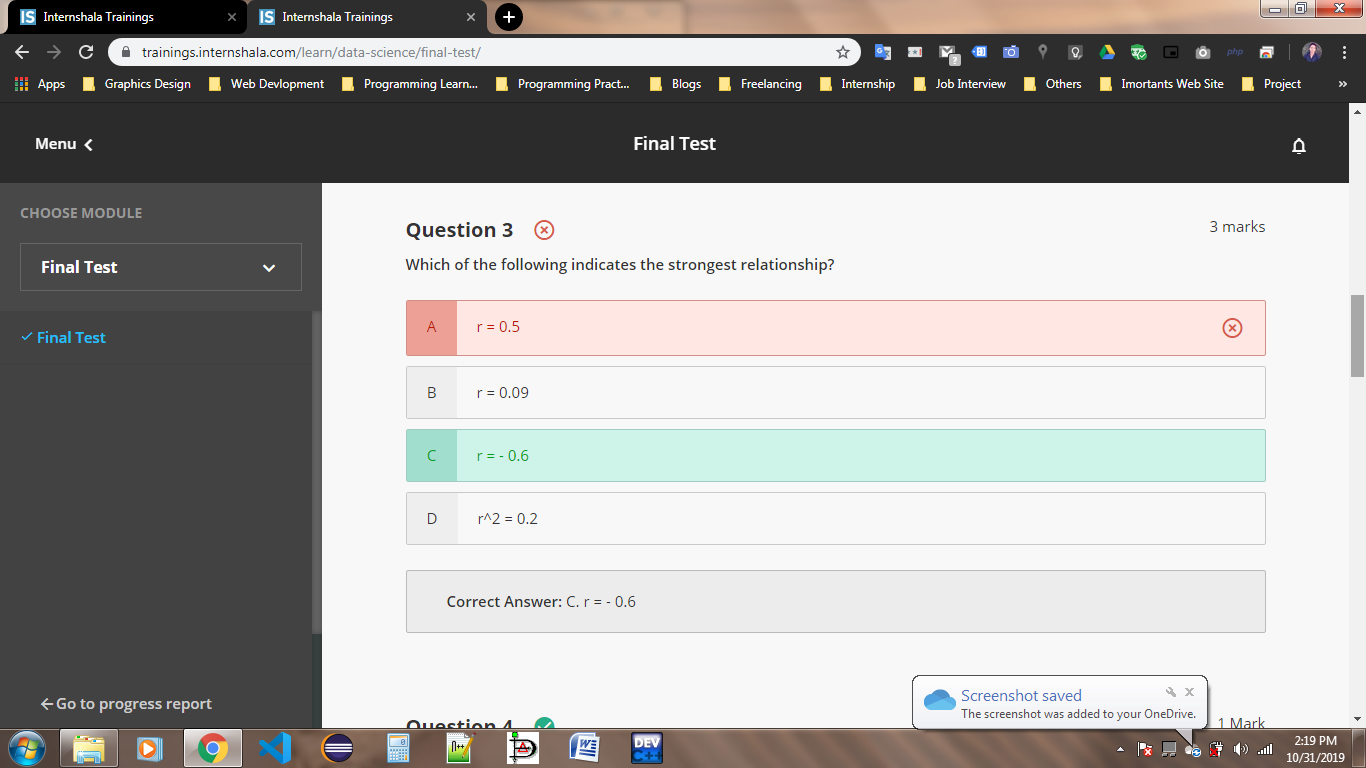 Internshala Trainings
Internshala Trainings
trainings.internshala.com/learn/data-science/final-test/
Apps
Graphics Design
Web Devlopment
Programming Learn...
Programming Pract...
Blogs
Freelancing
Internship
Job Interview
Others
Imortants Web Site
Project
»
Menu
Final Test
CHOOSE MODULE
Final Test
Final Test
Go to progress report
Question 3
3 marks
Which of the following indicates the strongest relationship?
A r = 0.5
B r = 0.09
C r = - 0.6
D r^2 = 0.2
Correct Answer: C. r = - 0.6
Question 4
1 Mark
Screenshot saved
The screenshot was added to your OneDrive.
2:19 PM
10/31/2019